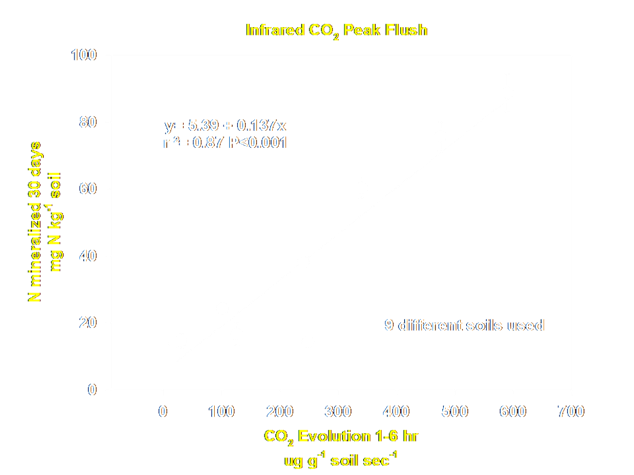 Infrared CO₂ Peak Flush
100
80
y= 5.39 + 0.137x
r ²= 0.87 P<0.001
60
40
20
0
N mineralized 30 days
mg N kg⁻¹ soil
9 different soils used
0 100 200 300 400 500 600 700
CO₂ Evolution 1-6 hr
ug g⁻¹ soil sec⁻¹